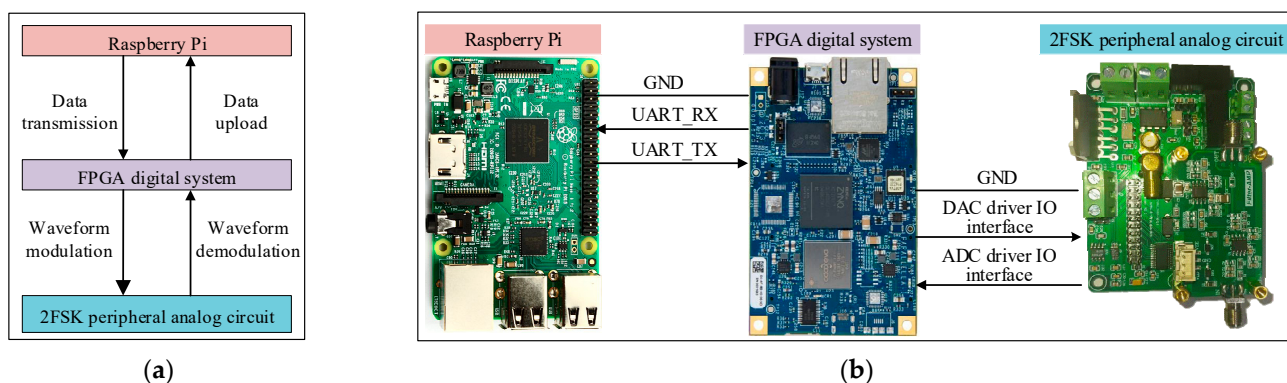 Raspberry Pi
Data
transmission
Data
upload
FPGA digital system
Waveform
modulation
Waveform
demodulation
2FSK peripheral analog circuit
(a)
Raspberry Pi
FPGA digital system
2FSK peripheral analog circuit
GND
UART_RX
UART_TX
HDMI
ZYNQ
GND
DAC driver IO
interface
ADC driver IO
interface
(b)